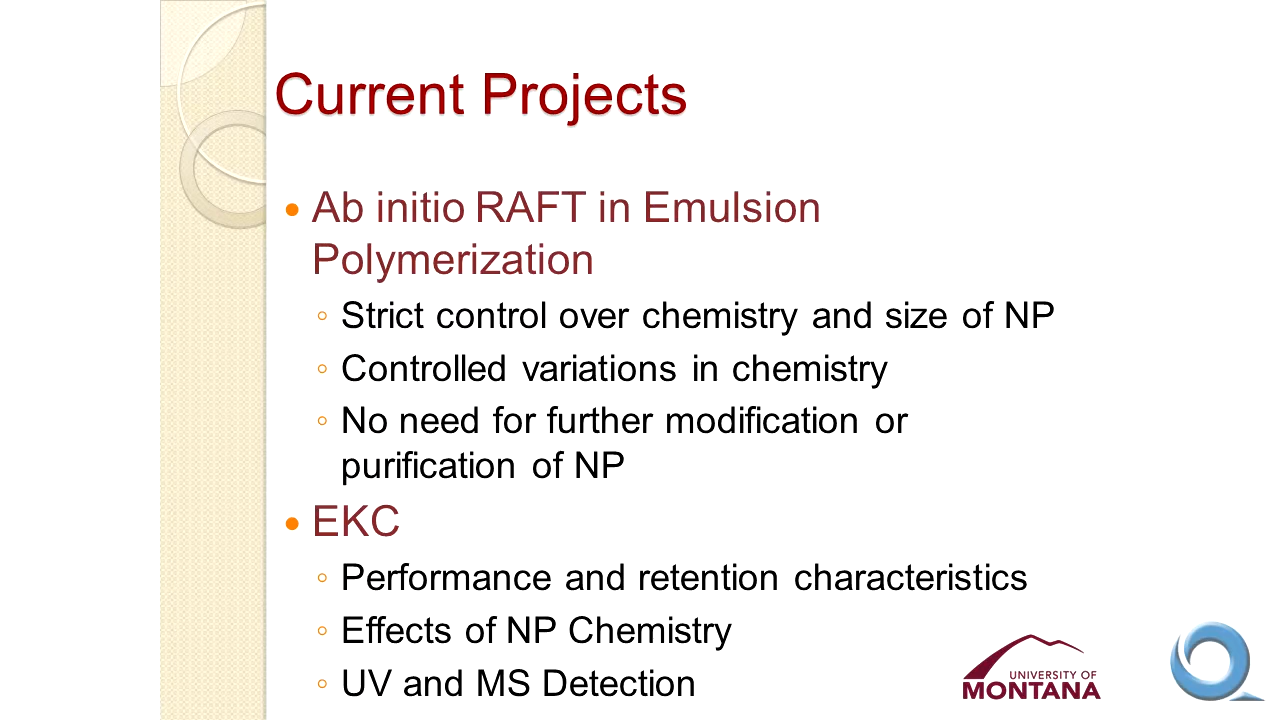 Current Projects
• Ab initio RAFT in Emulsion
Polymerization
◦ Strict control over chemistry and size of NP
◦ Controlled variations in chemistry
◦ No need for further modification or
purification of NP
• EKC
◦ Performance and retention characteristics
◦ Effects of NP Chemistry
◦ UV and MS Detection
UNIVERSITY OF
MONTANA